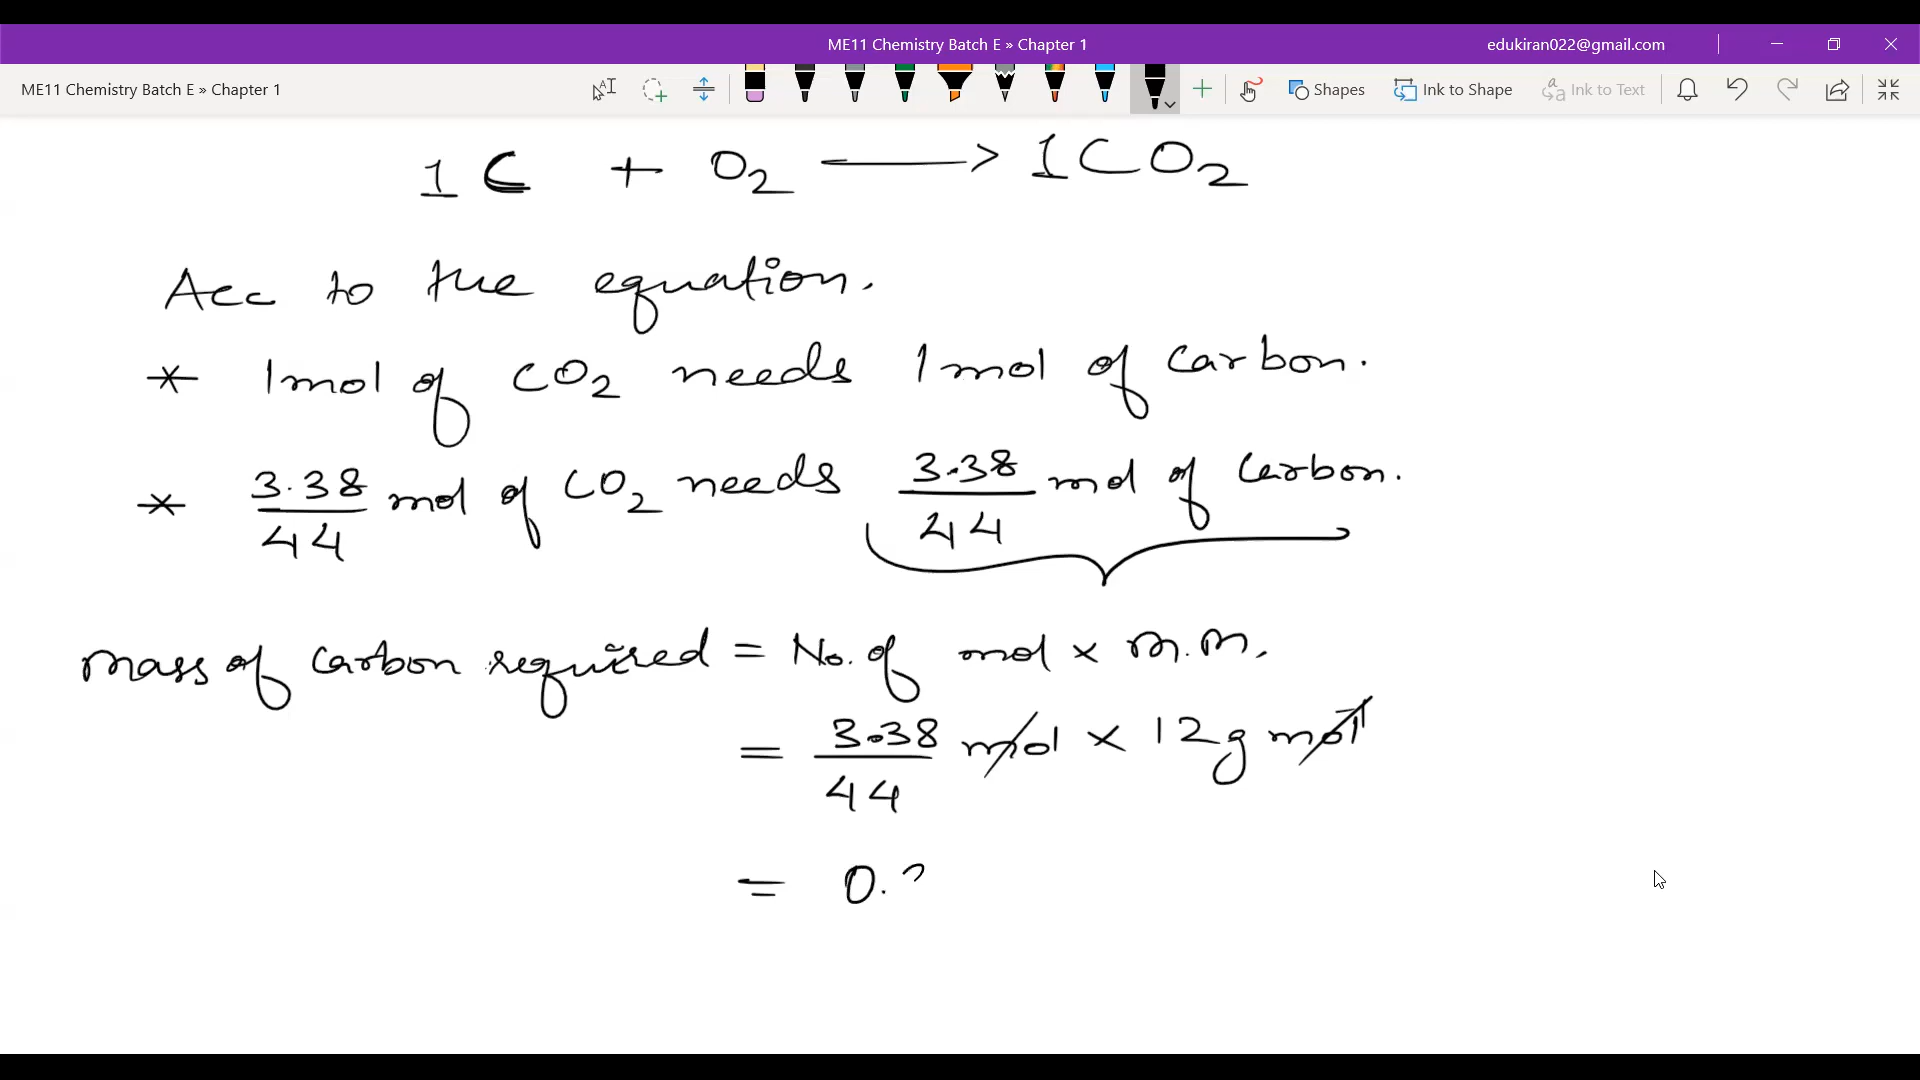 ME11 Chemistry Batch E » Chapter 1
edukiran022@gmail.com
ME11 Chemistry Batch E » Chapter 1
Shapes
Ink to Shape
Ink to Text
1 C + O₂ ⟶ 1 CO₂
Acc to the equation.
* 1mol of CO₂ needs 1 mol of carbon.
* 3.38/44 mol of CO₂ needs 3.38/44 mol of carbon.
mass of carbon required = No. of mol × M.M.
= 3.38/44 mol × 12g mol⁻¹
= 0.